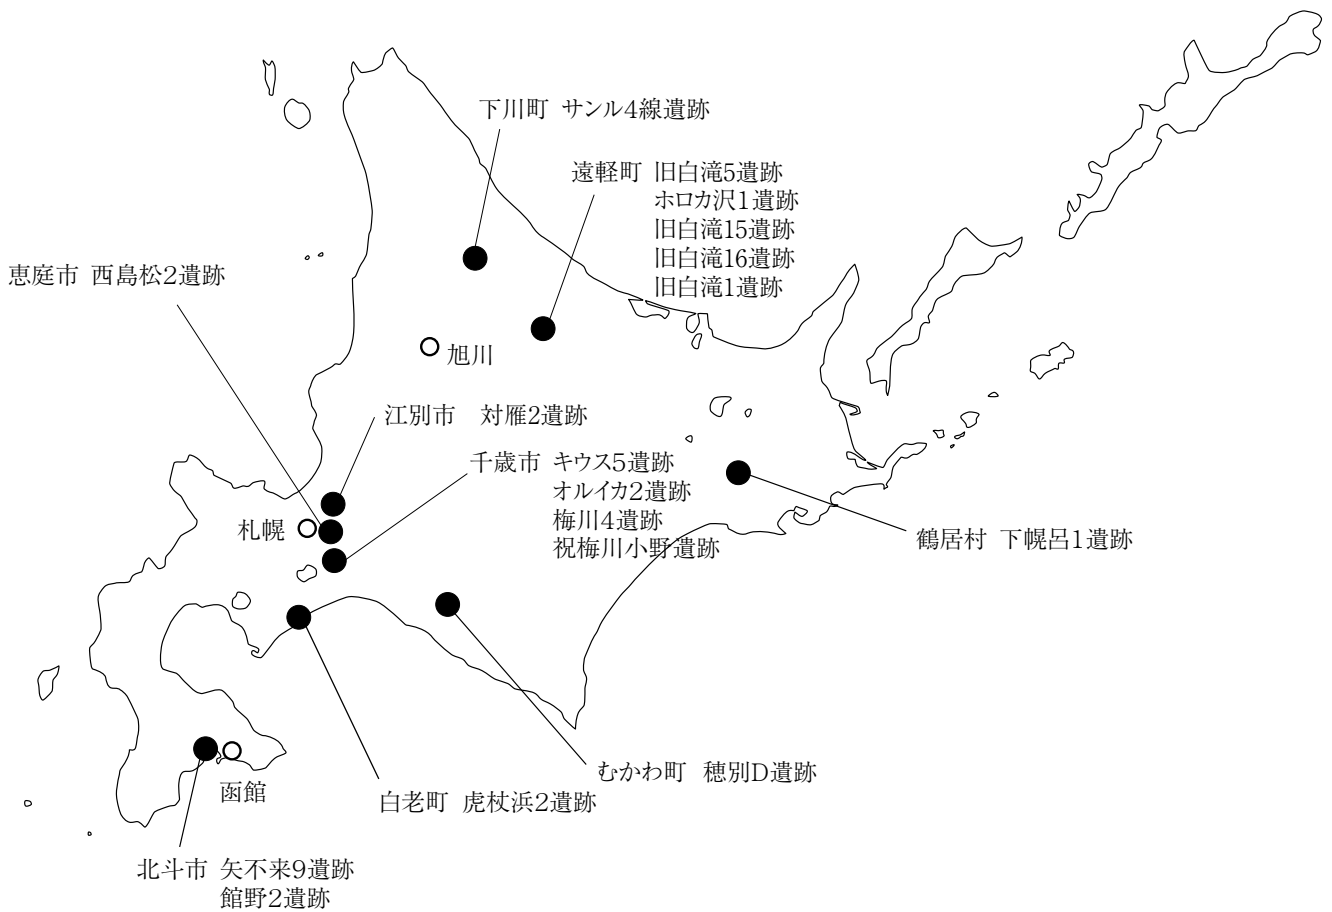 下川町 サンル4線遺跡
遠軽町 旧白滝5遺跡
ホロカ沢1遺跡
旧白滝15遺跡
旧白滝16遺跡
旧白滝1遺跡
恵庭市 西島松2遺跡
旭川
江別市 対雁2遺跡
千歳市 キウス5遺跡
オルイカ2遺跡
梅川4遺跡
祝梅川小野遺跡
札幌
鶴居村 下幌呂1遺跡
むかわ町 穂別D遺跡
函館
白老町 虎杖浜2遺跡
北斗市 矢不来9遺跡
館野2遺跡